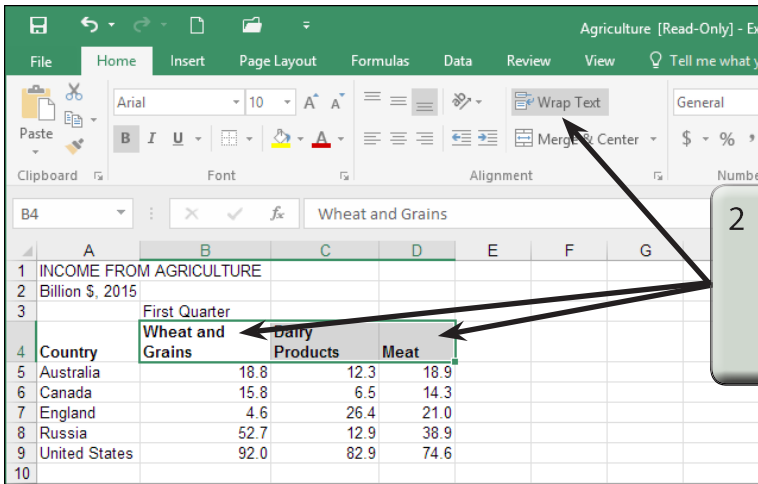 Agriculture [Read-Only] - Ex
File Home Insert Page Layout Formulas Data Review View Tell me what y
Paste
Arial 10 A A Wrap Text General
B I U A Merge & Center $ % ,
Clipboard Font Alignment Numbe
B4 fx Wheat and Grains
2
A B C D E F G
1 INCOME FROM AGRICULTURE
2 Billion $, 2015
3 First Quarter
Wheat and Dairy
4 Country Grains Products Meat
5 Australia 18.8 12.3 18.9
6 Canada 15.8 6.5 14.3
7 England 4.6 26.4 21.0
8 Russia 52.7 12.9 38.9
9 United States 92.0 82.9 74.6
10